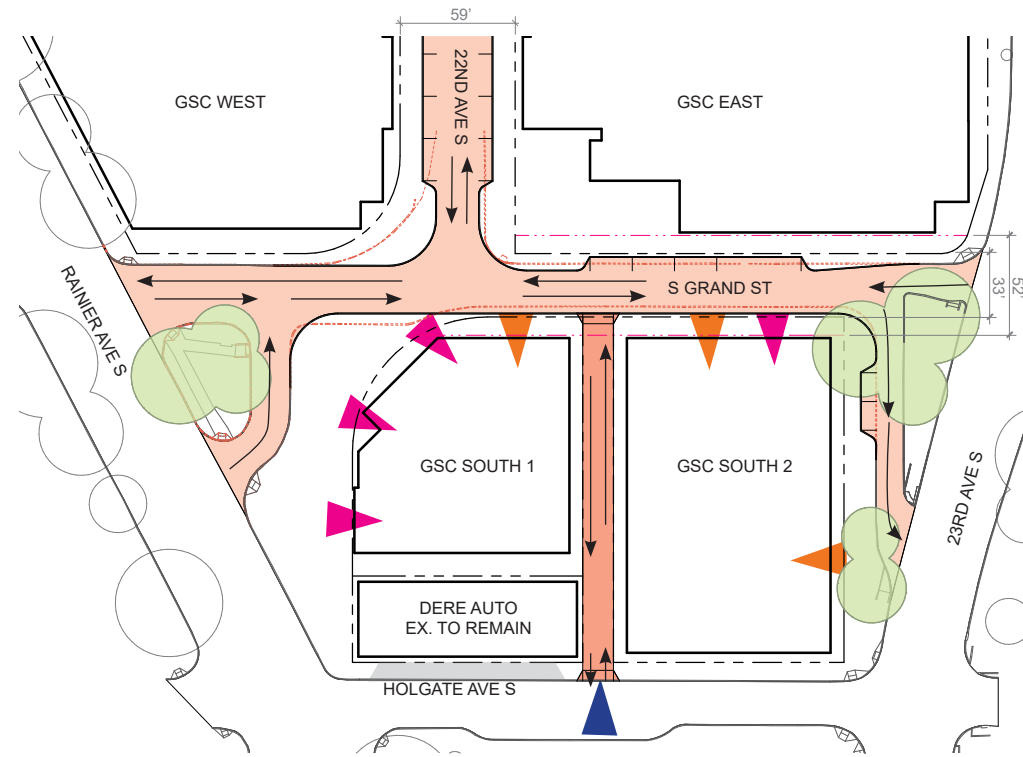 59'
22ND AVE S
GSC WEST
GSC EAST
RAINIER AVE S
S GRAND ST
33'
52'
GSC SOUTH 1
GSC SOUTH 2
23RD AVE S
DERE AUTO
EX. TO REMAIN
HOLGATE AVE S